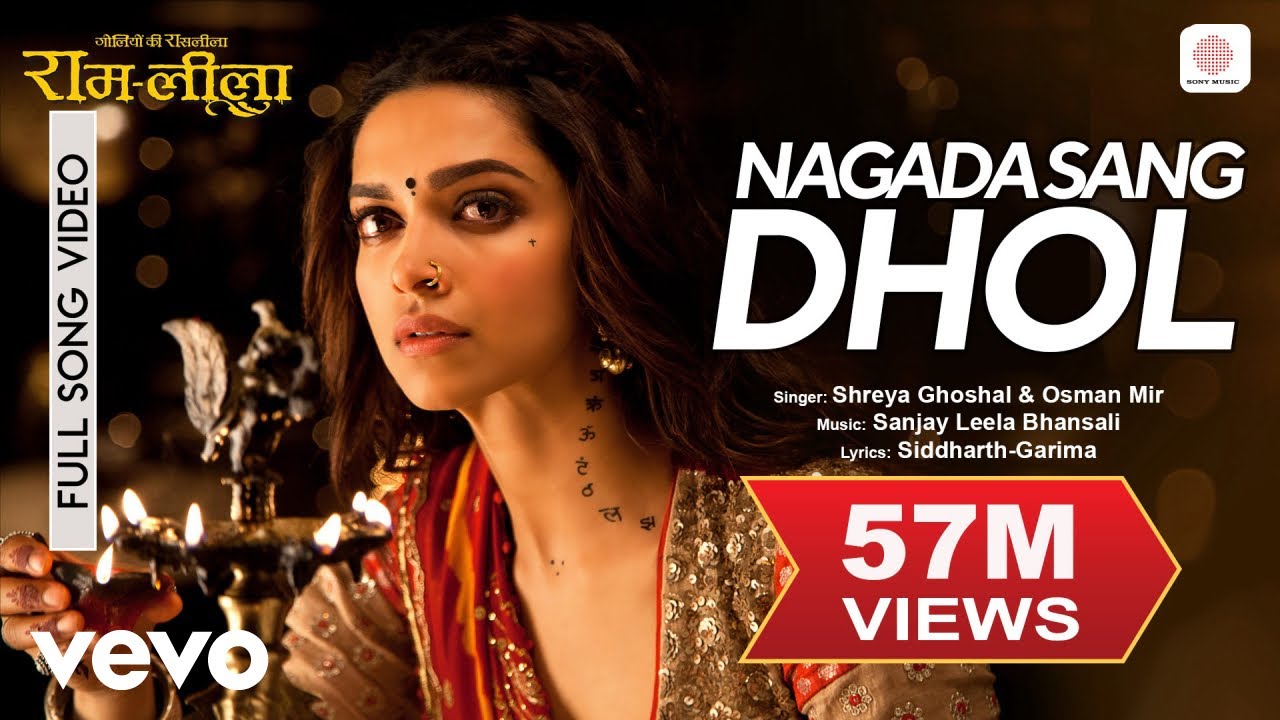 गोलियों की रासलीला
राम-लीला
FULL SONG VIDEO
vevo
SONY MUSIC
NAGADA SANG
DHOL
Singer: Shreya Ghoshal & Osman Mir
Music: Sanjay Leela Bhansali
Lyrics: Siddharth-Garima
57M
VIEWS